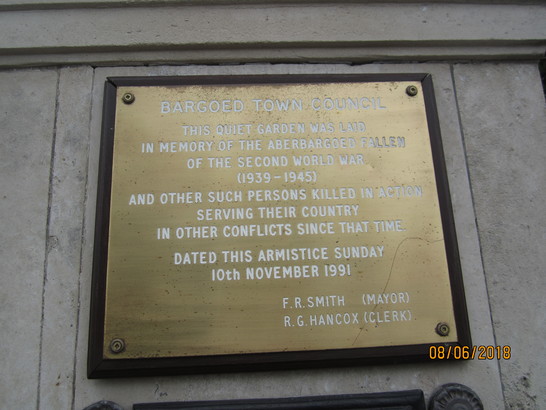 BARGOED TOWN COUNCIL
THIS QUIET GARDEN WAS LAID
IN MEMORY OF THE ABERBARGOED FALLEN
OF THE SECOND WORLD WAR
(1939-1945)
AND OTHER SUCH PERSONS KILLED IN ACTION
SERVING THEIR COUNTRY
IN OTHER CONFLICTS SINCE THAT TIME.
DATED THIS ARMISTICE SUNDAY
10th NOVEMBER 1991
F.R.SMITH (MAYOR)
R.G.HANCOX (CLERK)
08/06/2018